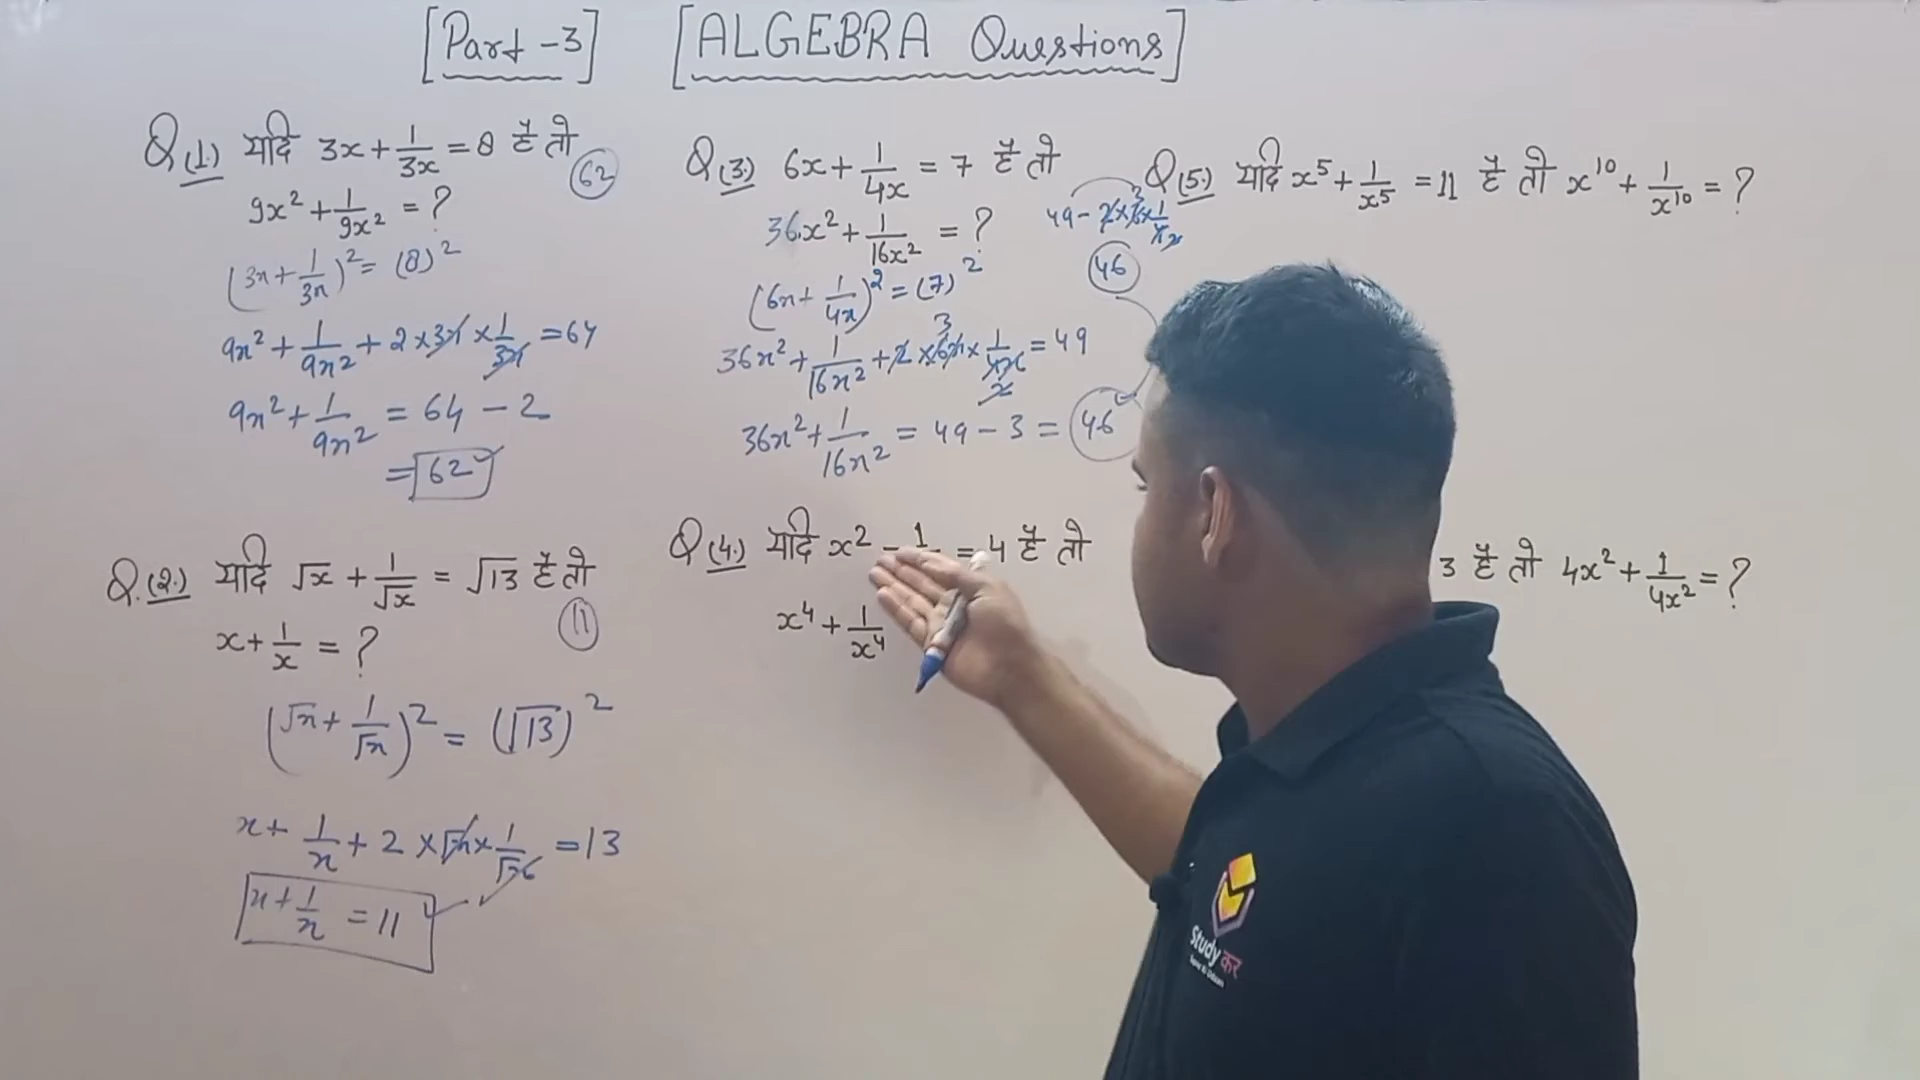 [Part-3] [ALGEBRA Questions]
Q.(1.) यदि 3x + 1/3x = 8 है तो
62
9x² + 1/9x² = ?
(3x + 1/3x)² = (8)²
9x² + 1/9x² + 2 × 3x × 1/3x = 64
9x² + 1/9x² = 64 - 2
= 62
Q.(2.) यदि √x + 1/√x = √13 है तो
11
x + 1/x = ?
(√x + 1/√x)² = (√13)²
x + 1/x + 2 × √x × 1/√x = 13
x + 1/x = 11
Q(3.) 6x + 1/4x = 7 है तो
36x² + 1/16x² = ?
49 - 2×6×1/4
46
(6x + 1/4x)² = (7)²
36x² + 1/16x² + 2 × 6x × 1/4x = 49
3
2
36x² + 1/16x² = 49 - 3 = 46
Q(4.) यदि x² - 1 = 4 है तो
x⁴ + 1/x⁴
Q(5.) यदि x⁵ + 1/x⁵ = 11 है तो x¹⁰ + 1/x¹⁰ = ?
3 है तो 4x² + 1/4x² = ?
Study कर